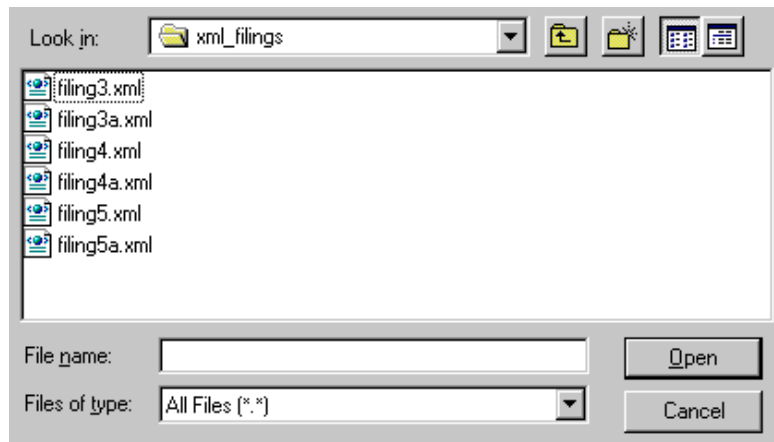 Look in: xml_filings
filing3.xml
filing3a.xml
filing4.xml
filing4a.xml
filing5.xml
filing5a.xml
File name: Open
Files of type: All Files (*.*) Cancel